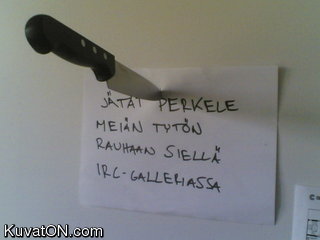 JÄTÄT PERKELE
MEIÄN TYTÖN
RAUHAAN SIELLÄ
IRC-GALLERIASSA
KuvatON.com